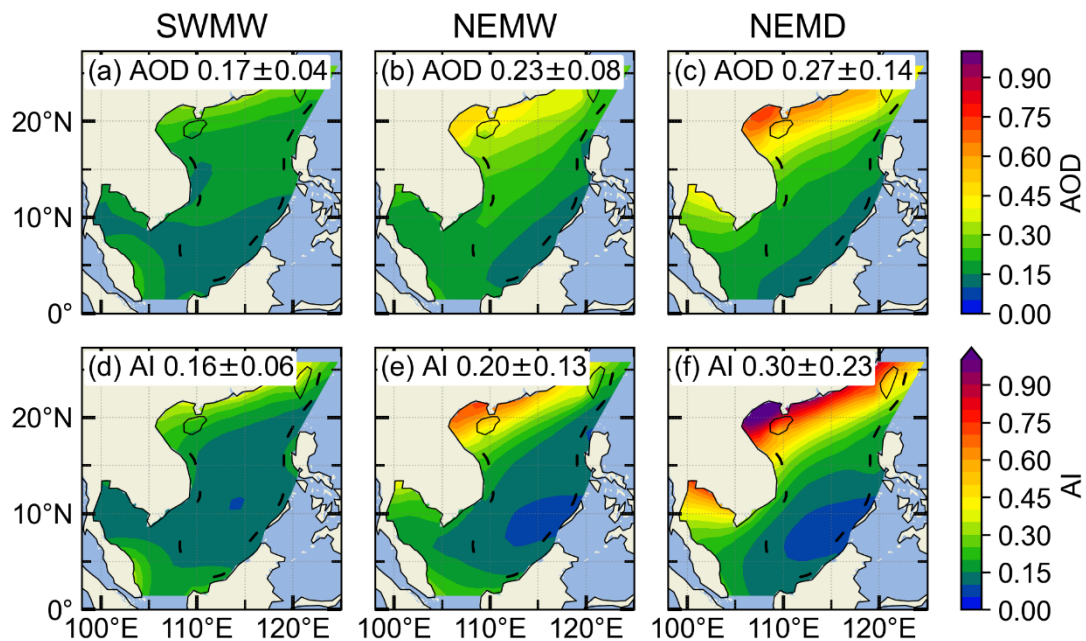 SWMW NEMW NEMD
(a) AOD 0.17±0.04 (b) AOD 0.23±0.08 (c) AOD 0.27±0.14
20°N
10°N
0°
0.90
0.75
0.60
0.45
0.30
0.15
0.00
AOD
(d) AI 0.16±0.06 (e) AI 0.20±0.13 (f) AI 0.30±0.23
20°N
10°N
0°
0.90
0.75
0.60
0.45
0.30
0.15
0.00
AI
100°E 110°E 120°E 100°E 110°E 120°E 100°E 110°E 120°E